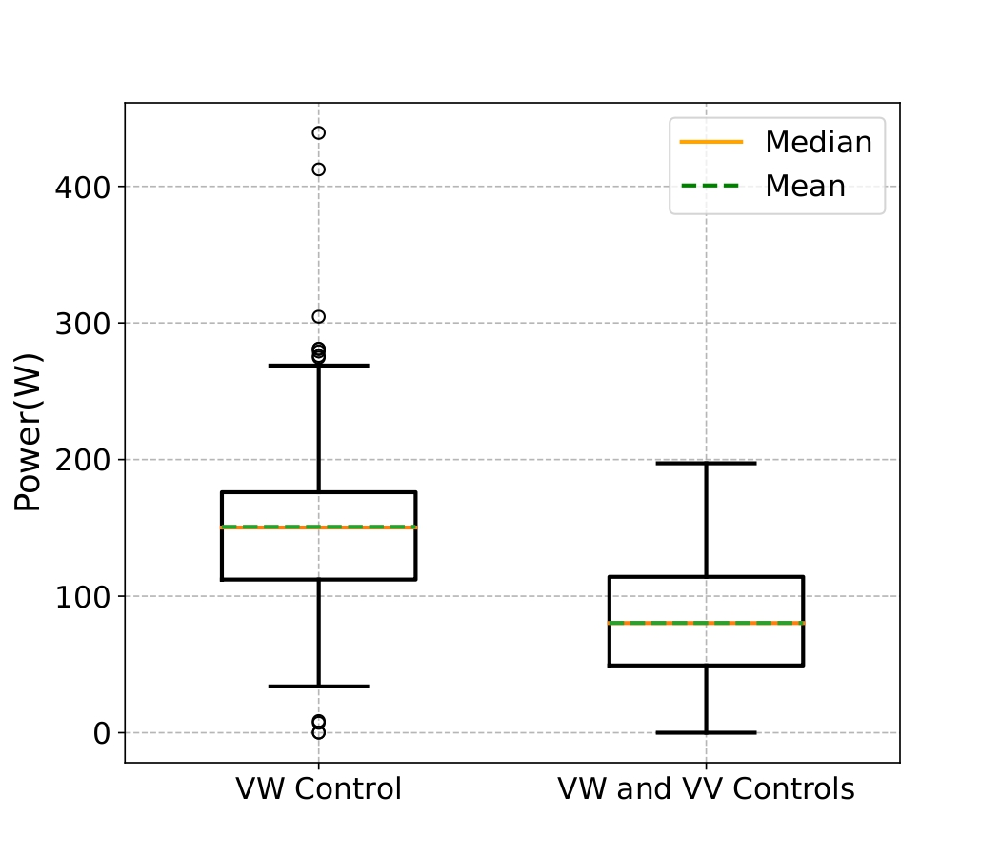 Median
Mean
400
300
200
100
0
Power(W)
VW Control
VW and VV Controls